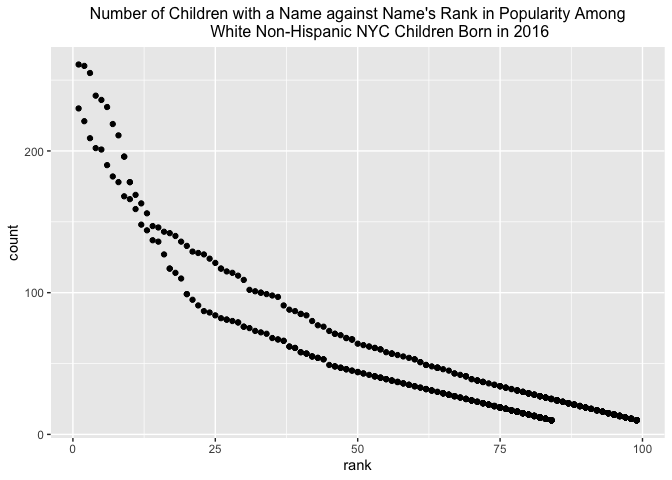 Number of Children with a Name against Name's Rank in Popularity Among
White Non-Hispanic NYC Children Born in 2016
200
100
0
count
0 25 50 75 100
rank